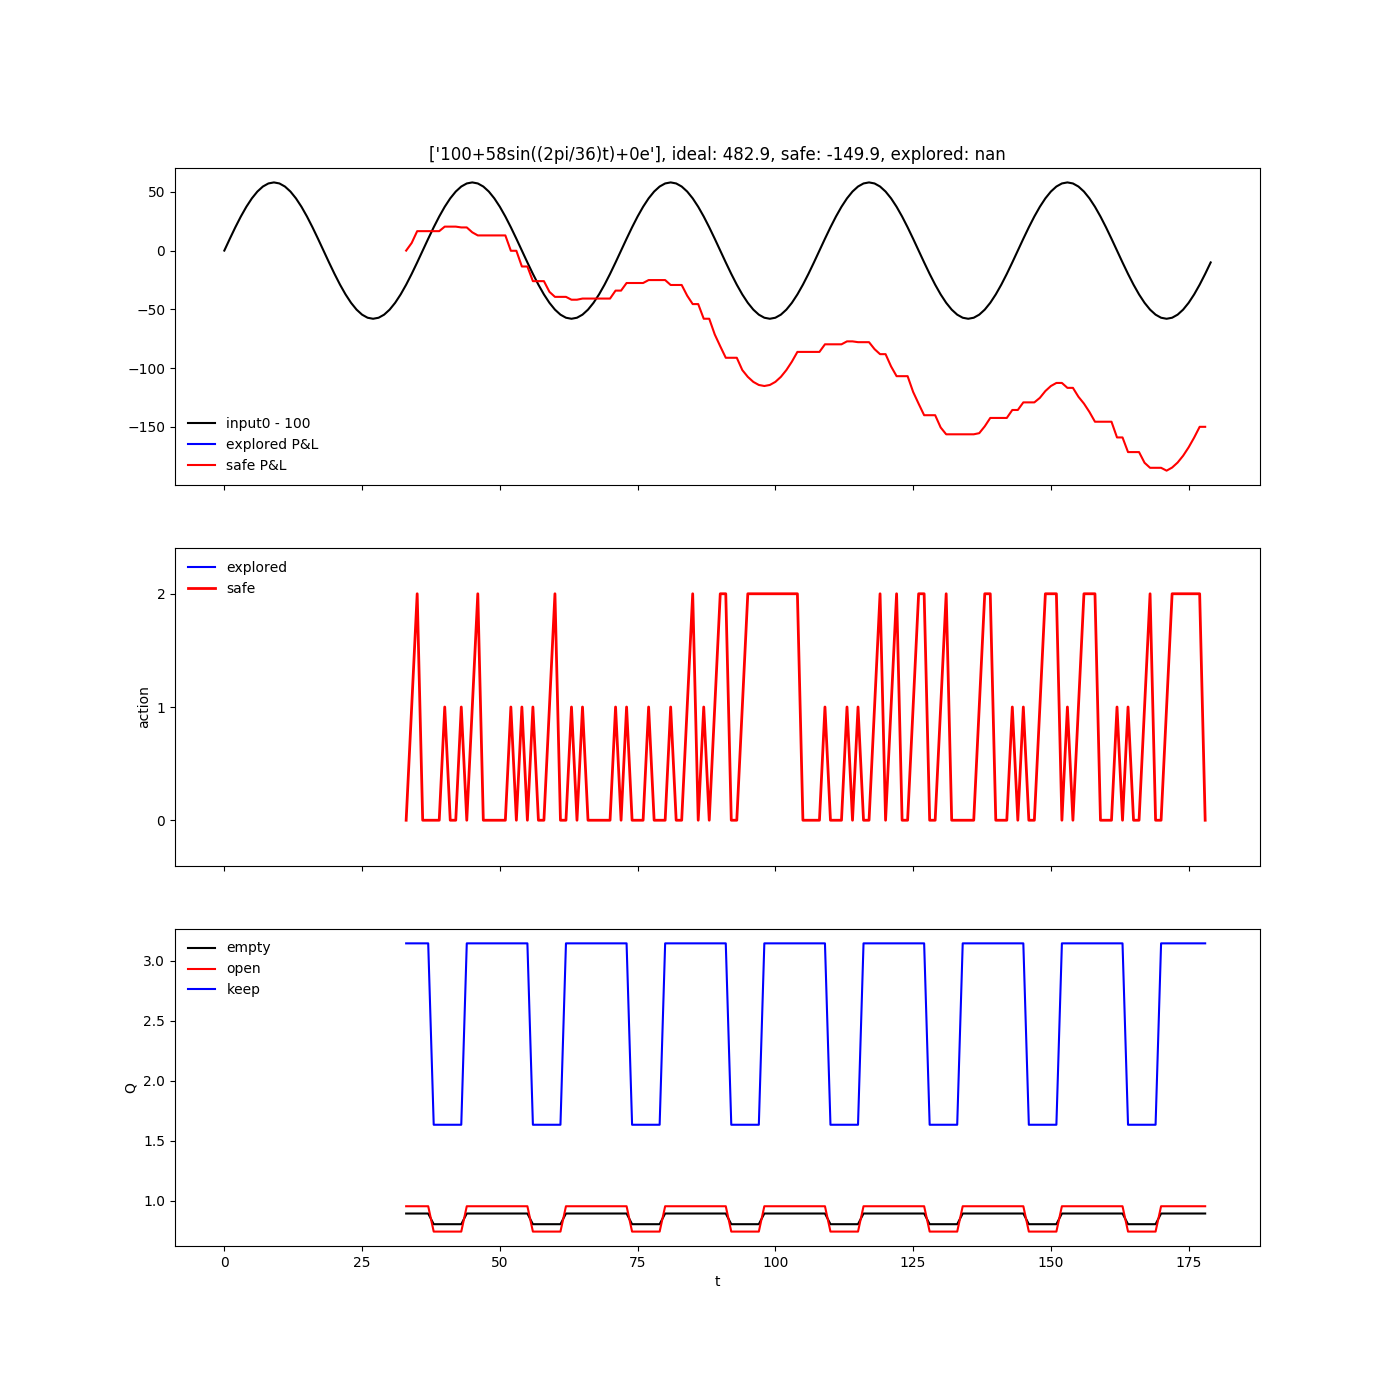 ['100+58sin((2pi/36)t)+0e'], ideal: 482.9, safe: -149.9, explored: nan
50
0
−50
−100
−150
input0 - 100
explored P&L
safe P&L
explored
safe
2
1
0
action
empty
open
keep
3.0
2.5
2.0
1.5
1.0
Q
0 25 50 75 100 125 150 175
t